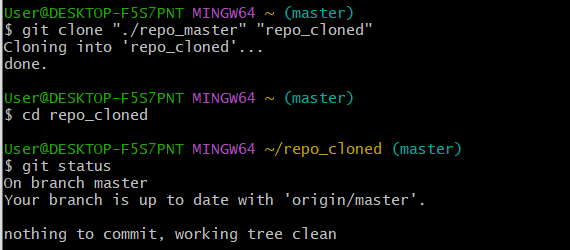 User@DESKTOP-F5S7PNT MINGW64 ~ (master)
$ git clone "./repo_master" "repo_cloned"
Cloning into 'repo_cloned'...
done.
User@DESKTOP-F5S7PNT MINGW64 ~ (master)
$ cd repo_cloned
User@DESKTOP-F5S7PNT MINGW64 ~/repo_cloned (master)
$ git status
On branch master
Your branch is up to date with 'origin/master'.
nothing to commit, working tree clean